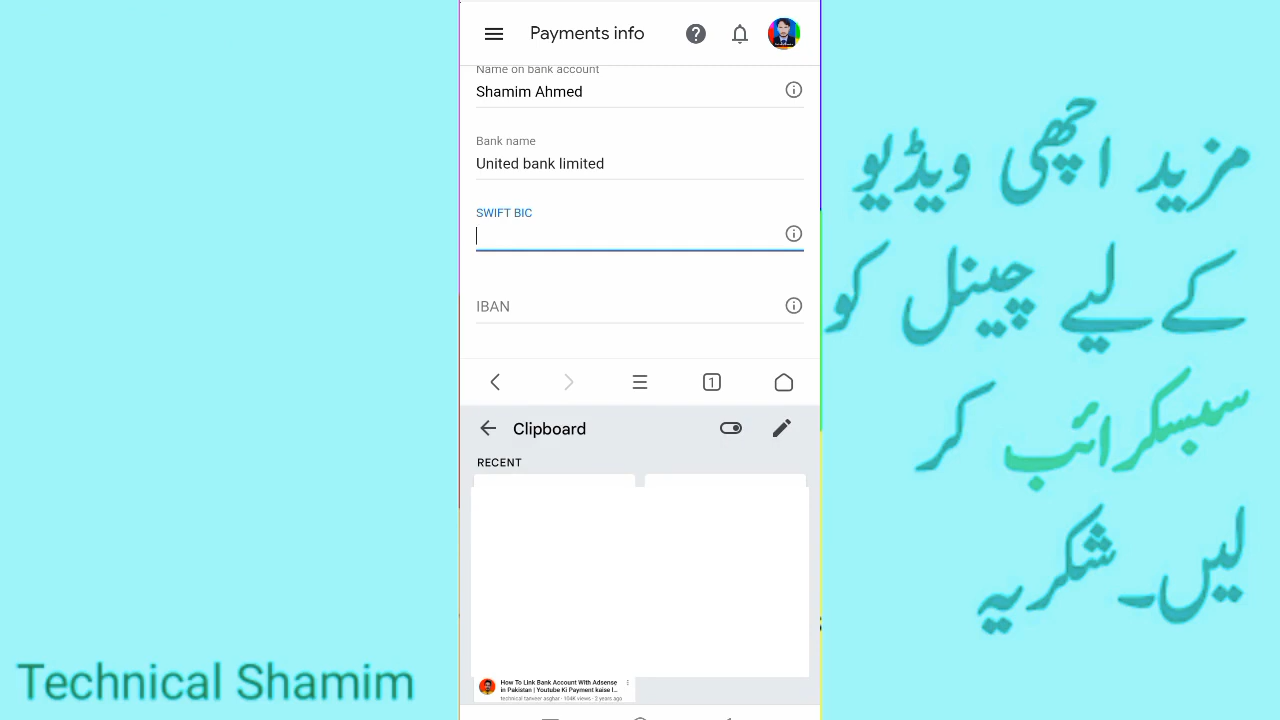 Payments info
Name on bank account
Shamim Ahmed
Bank name
United bank limited
SWIFT BIC
IBAN
1
Clipboard
RECENT
How To Link Bank Account With Adsense
in Pakistan | Youtube Ki Payment kaise l...
technical tanveer asghar · 104K views · 2 years ago
مزید اچھی ویڈیو
کے لیے چینل کو
سبسکرائب کر
لیں۔ شکریہ
Technical Shamim